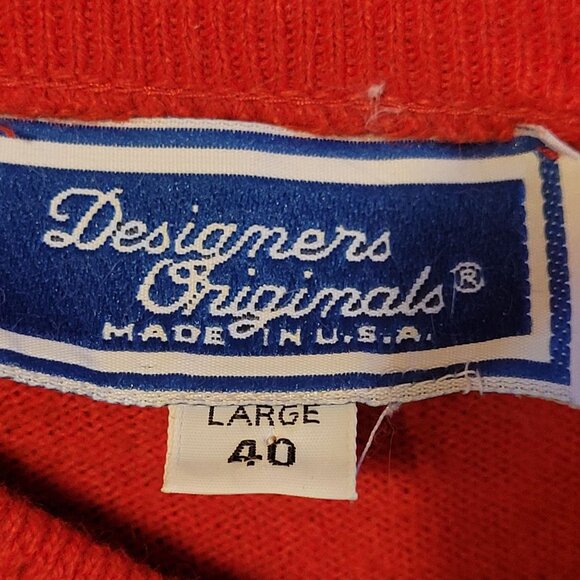 Designers
Originals®
MADE IN U.S.A.
LARGE
40